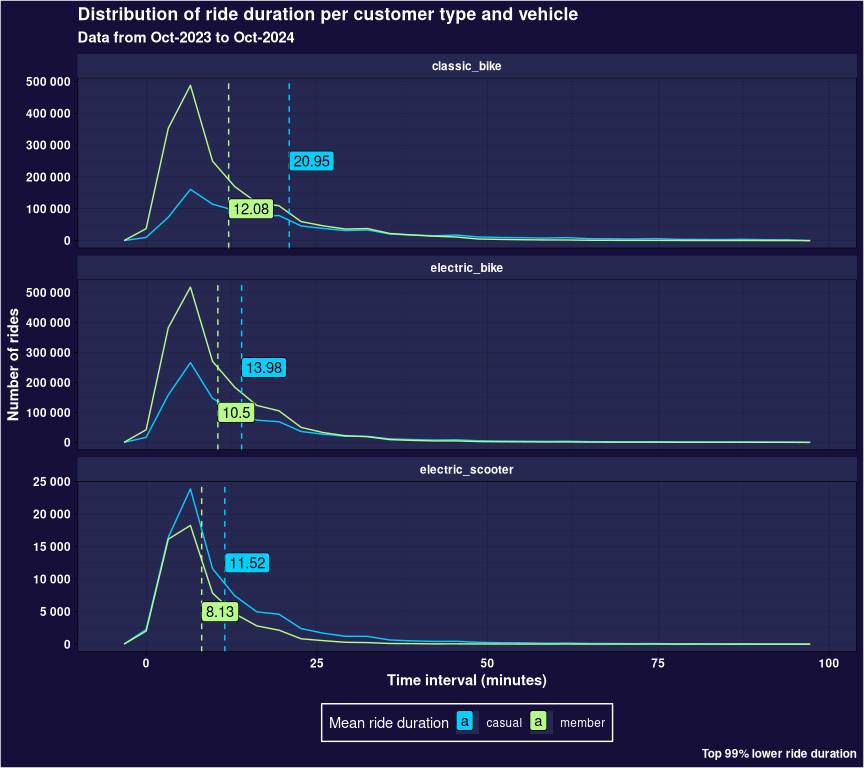 Distribution of ride duration per customer type and vehicle
Data from Oct-2023 to Oct-2024
classic_bike
500 000
400 000
300 000
200 000
100 000
0
20.95
12.08
electric_bike
500 000
400 000
300 000
200 000
100 000
0
13.98
10.5
Number of rides
electric_scooter
25 000
20 000
15 000
10 000
5 000
0
11.52
8.13
0 25 50 75 100
Time interval (minutes)
Mean ride duration a casual a member
Top 99% lower ride duration